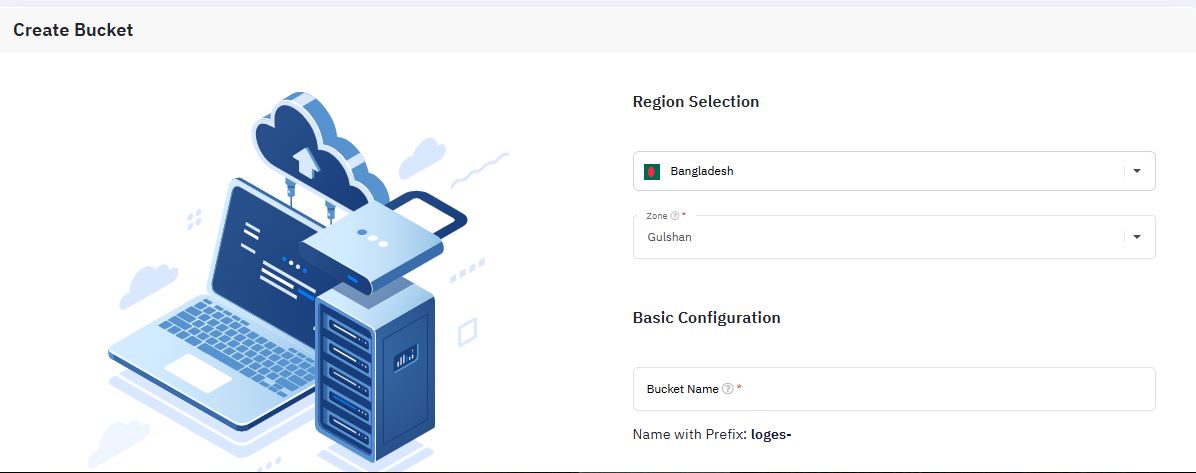 Create Bucket
Region Selection
Bangladesh
Zone ? *
Gulshan
Basic Configuration
Bucket Name ? *
Name with Prefix: loges-